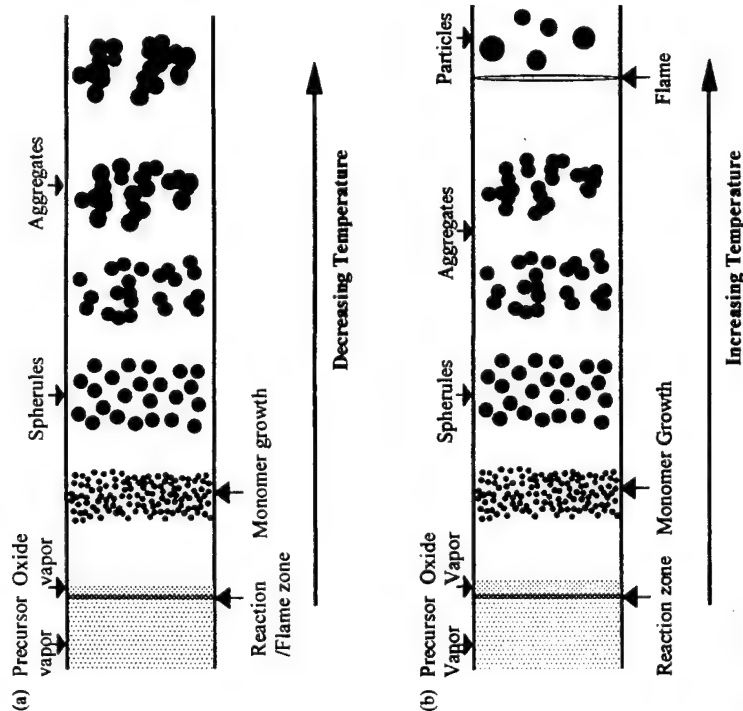 (a)
Precursor
vapor
Oxide
vapor
Spherules
Aggregates
Reaction
/Flame zone
Monomer growth
Decreasing Temperature
(b)
Precursor
Vapor
Oxide
Vapor
Spherules
Aggregates
Particles
Reaction zone
Monomer Growth
Flame
Increasing Temperature